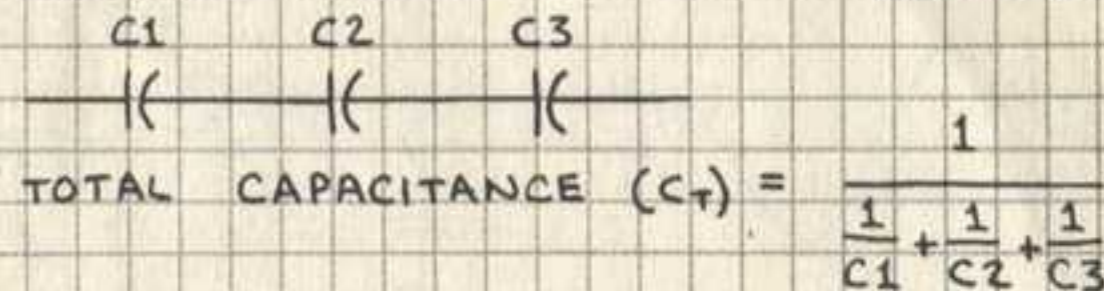 C1 C2 C3
TOTAL CAPACITANCE (CT) =
1
1/C1 + 1/C2 + 1/C3